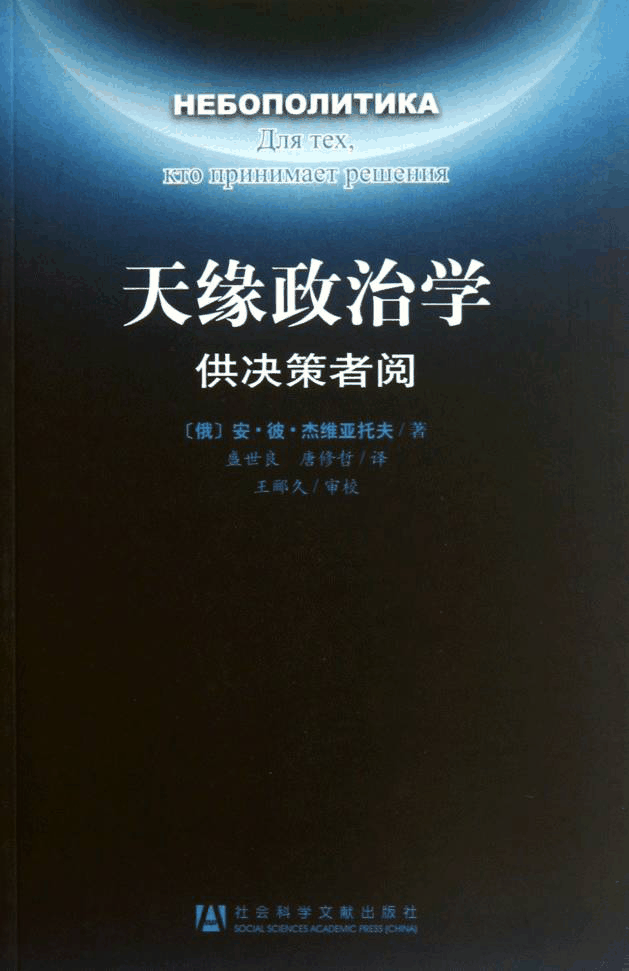 НЕБОПОЛИТИКА
Для тех,
кто принимает решения
天缘政治学
供决策者阅
〔俄〕安·彼·杰维亚托夫/著
盛世良 唐修哲/译
王郦久/审校
社会科学文献出版社
SOCIAL SCIENCES ACADEMIC PRESS (CHINA)